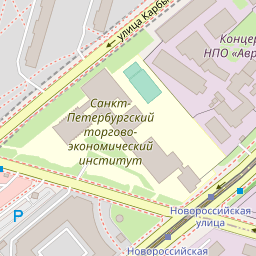 улица Карбы
Концер
НПО «Авр
Санкт-
Петербургский
торгово-
экономический
институт
Новороссийская
улица
P
Новороссийская